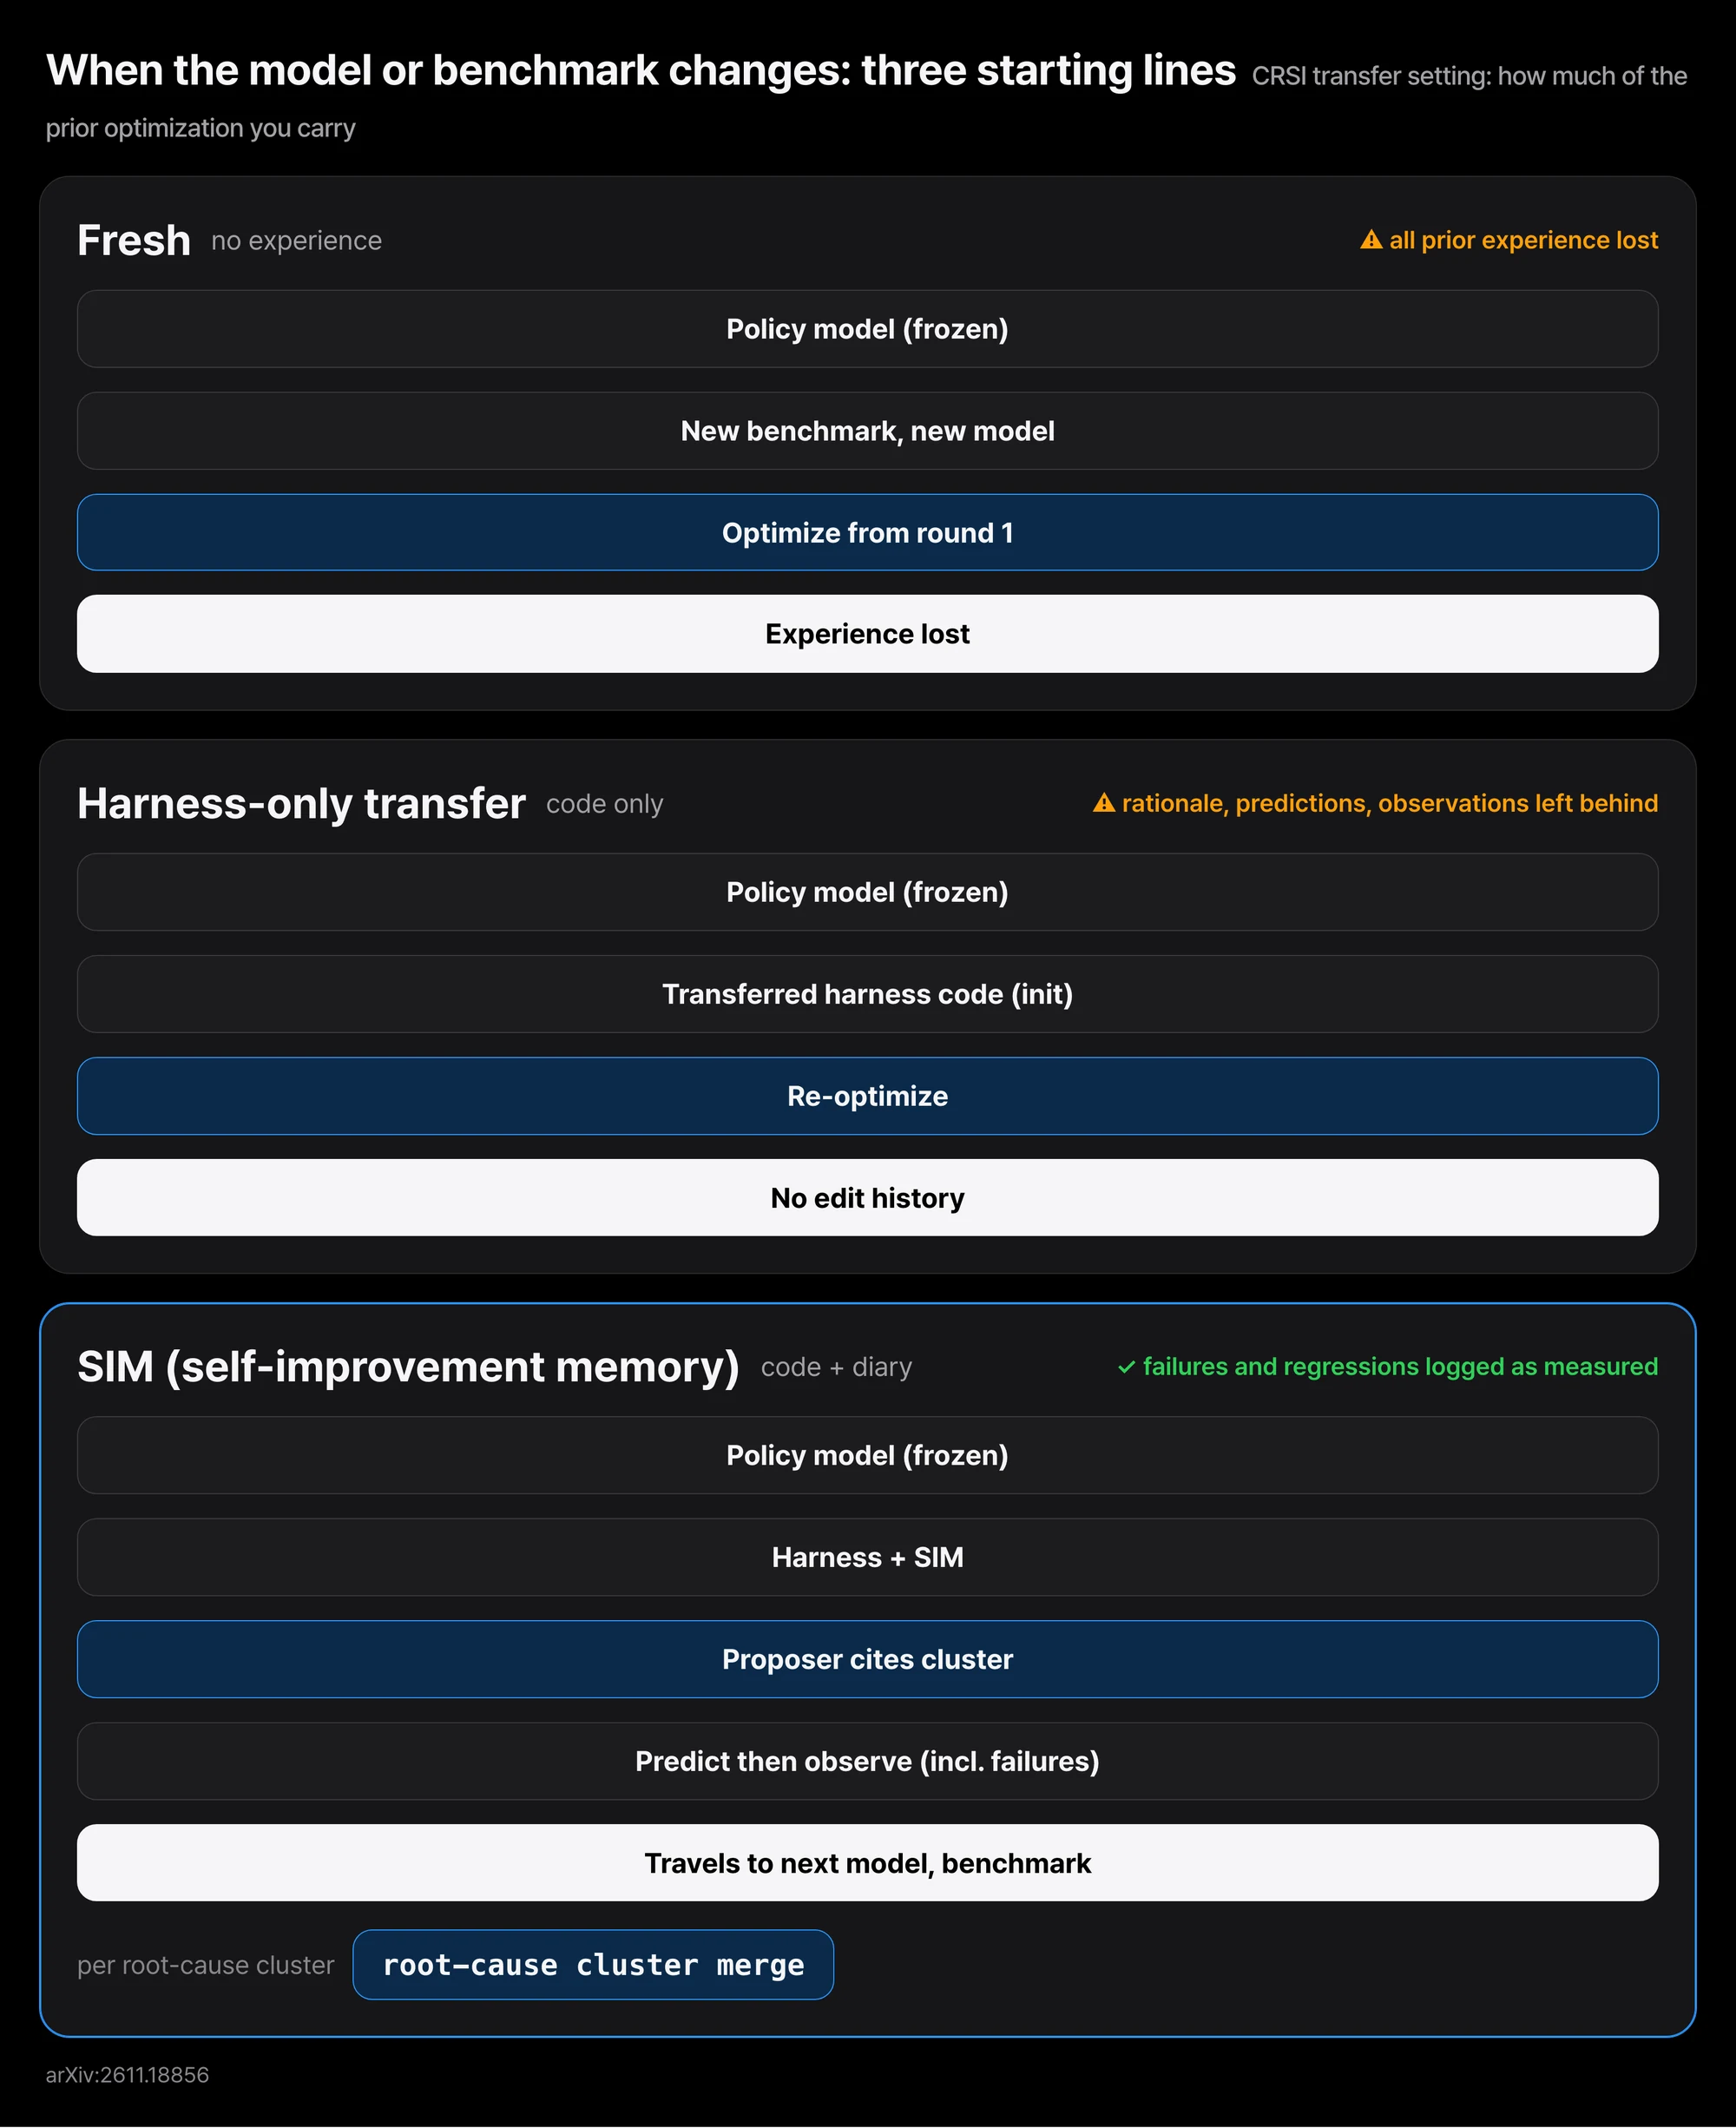 When the model or benchmark changes: three starting lines CRSI transfer setting: how much of the
prior optimization you carry
Fresh no experience ⚠ all prior experience lost
Policy model (frozen)
New benchmark, new model
Optimize from round 1
Experience lost
Harness-only transfer code only ⚠ rationale, predictions, observations left behind
Policy model (frozen)
Transferred harness code (init)
Re-optimize
No edit history
SIM (self-improvement memory) code + diary ✓ failures and regressions logged as measured
Policy model (frozen)
Harness + SIM
Proposer cites cluster
Predict then observe (incl. failures)
Travels to next model, benchmark
per root-cause cluster root-cause cluster merge
arXiv:2611.18856